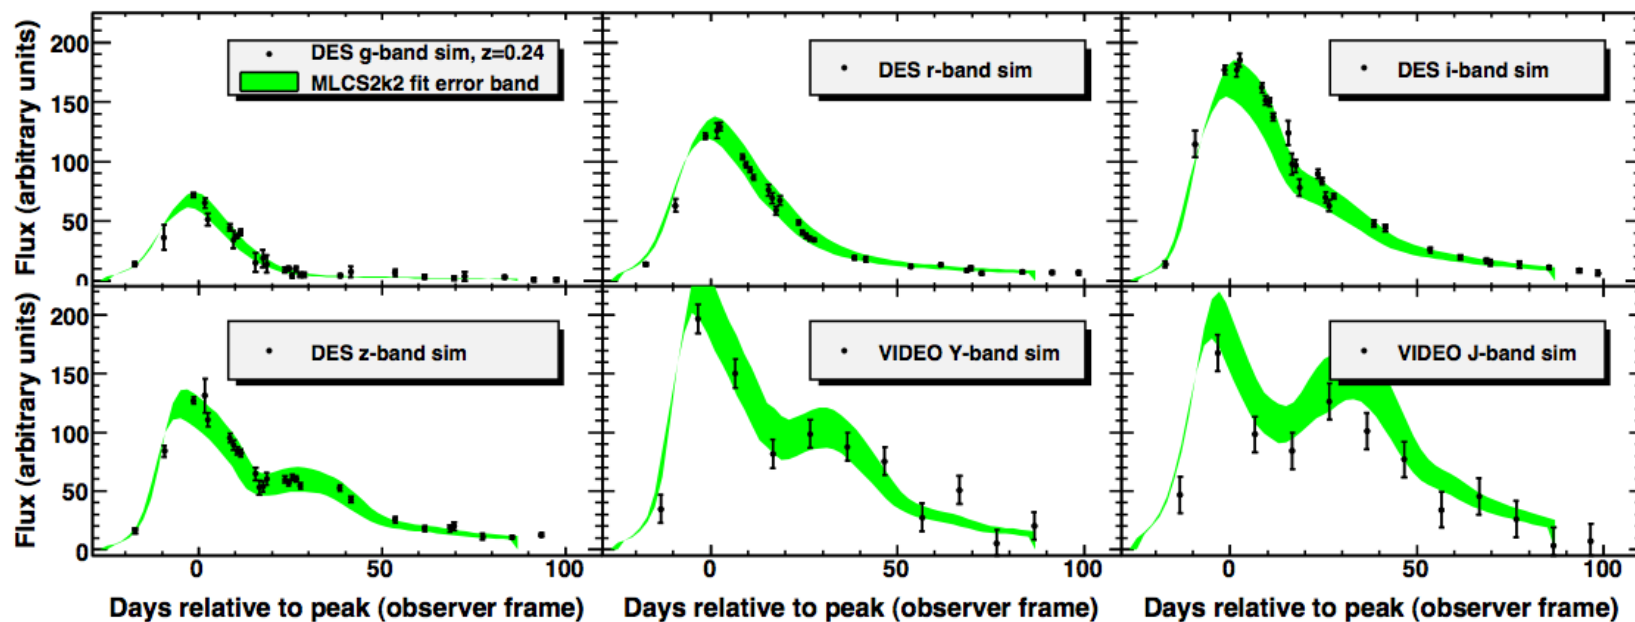 Flux (arbitrary units)
200
150
100
50
0
DES g-band sim, z=0.24
MLCS2k2 fit error band
DES r-band sim
DES i-band sim
Flux (arbitrary units)
200
150
100
50
0
DES z-band sim
VIDEO Y-band sim
VIDEO J-band sim
0 50 100 0 50 100 0 50 100
Days relative to peak (observer frame) Days relative to peak (observer frame) Days relative to peak (observer frame)